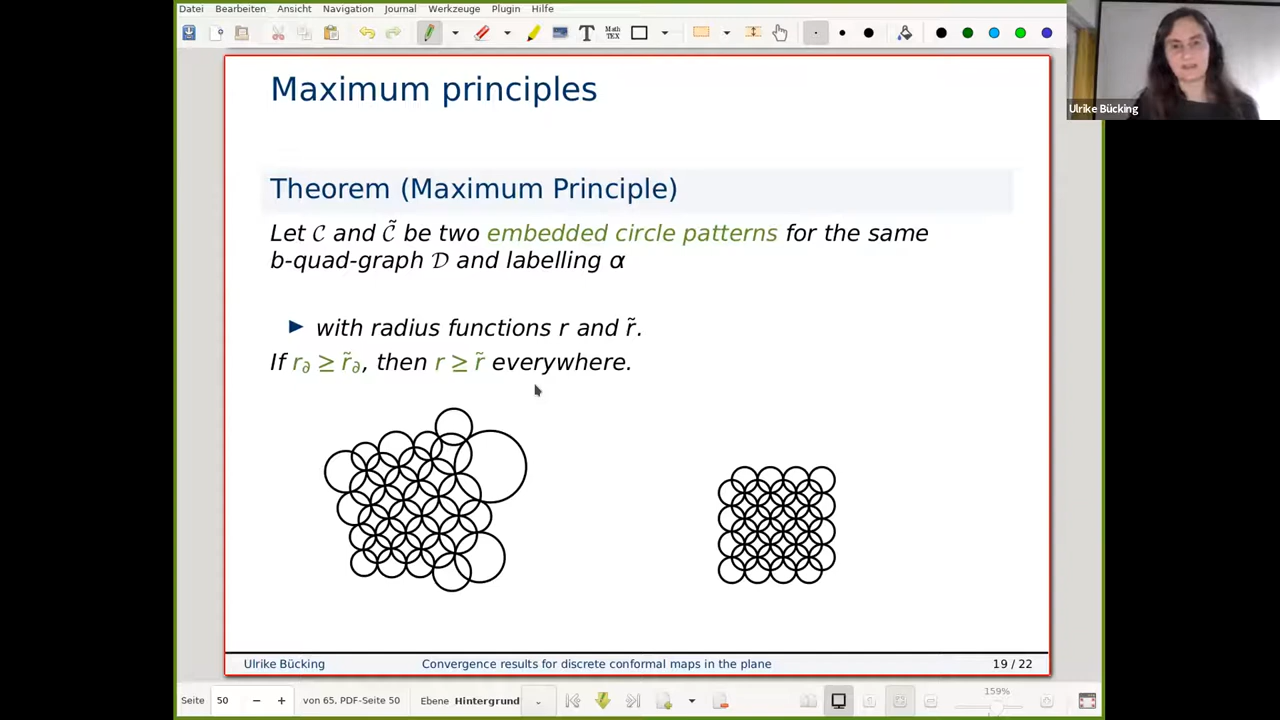 Datei Bearbeiten Ansicht Navigation Journal Werkzeuge Plugin Hilfe
Math TEX
Ulrike Bücking
Maximum principles
Theorem (Maximum Principle)
Let 𝒞 and 𝒞̃ be two embedded circle patterns for the same
b-quad-graph 𝒟 and labelling α
► with radius functions r and r̃.
If r∂ ≥ r̃∂, then r ≥ r̃ everywhere.
Ulrike Bücking Convergence results for discrete conformal maps in the plane 19 / 22
Seite 50 von 65, PDF-Seite 50 Ebene Hintergrund 159%